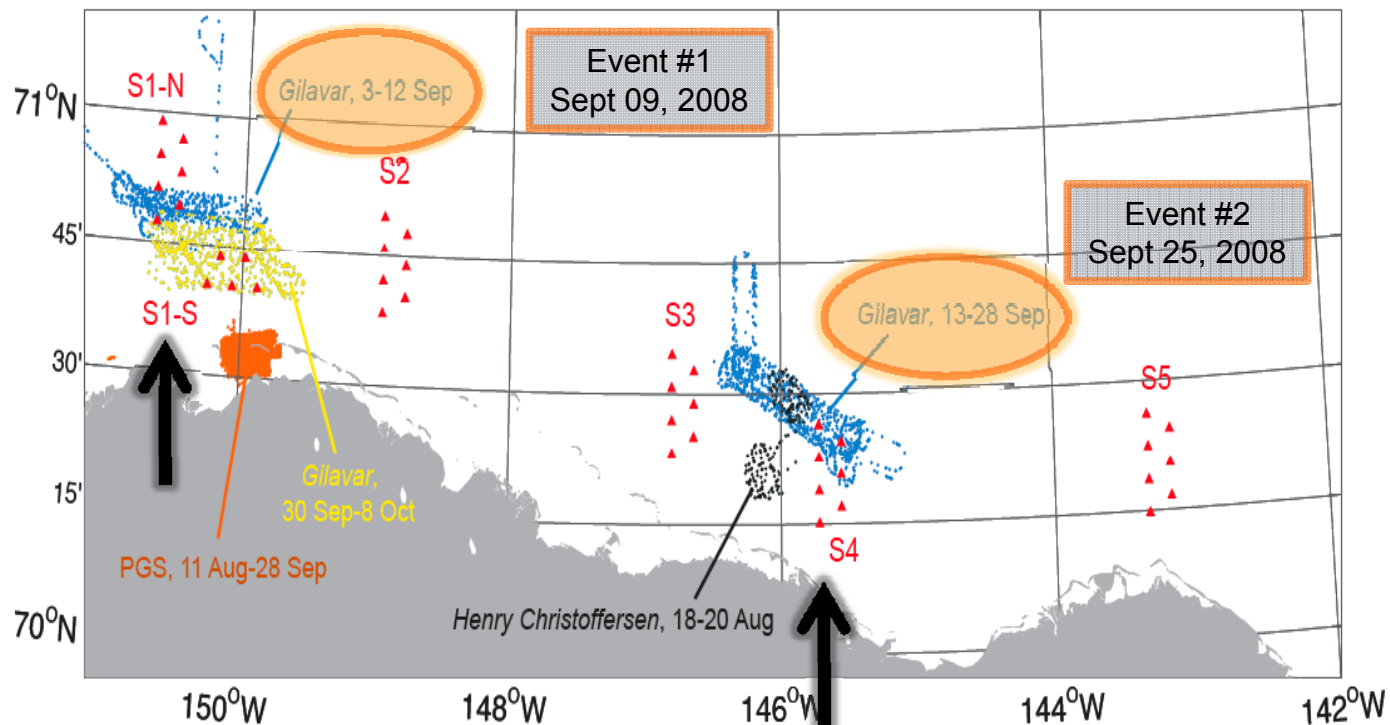 Event #1
Sept 09, 2008
Gilavar, 3-12 Sep
S1-N
71°N
S2
Event #2
Sept 25, 2008
45'
Gilavar, 13-28 Sep
S1-S
S3
30'
S5
Gilavar,
30 Sep-8 Oct
15'
S4
PGS, 11 Aug-28 Sep
Henry Christoffersen, 18-20 Aug
70°N
150°W
148°W
146°W
144°W
142°W